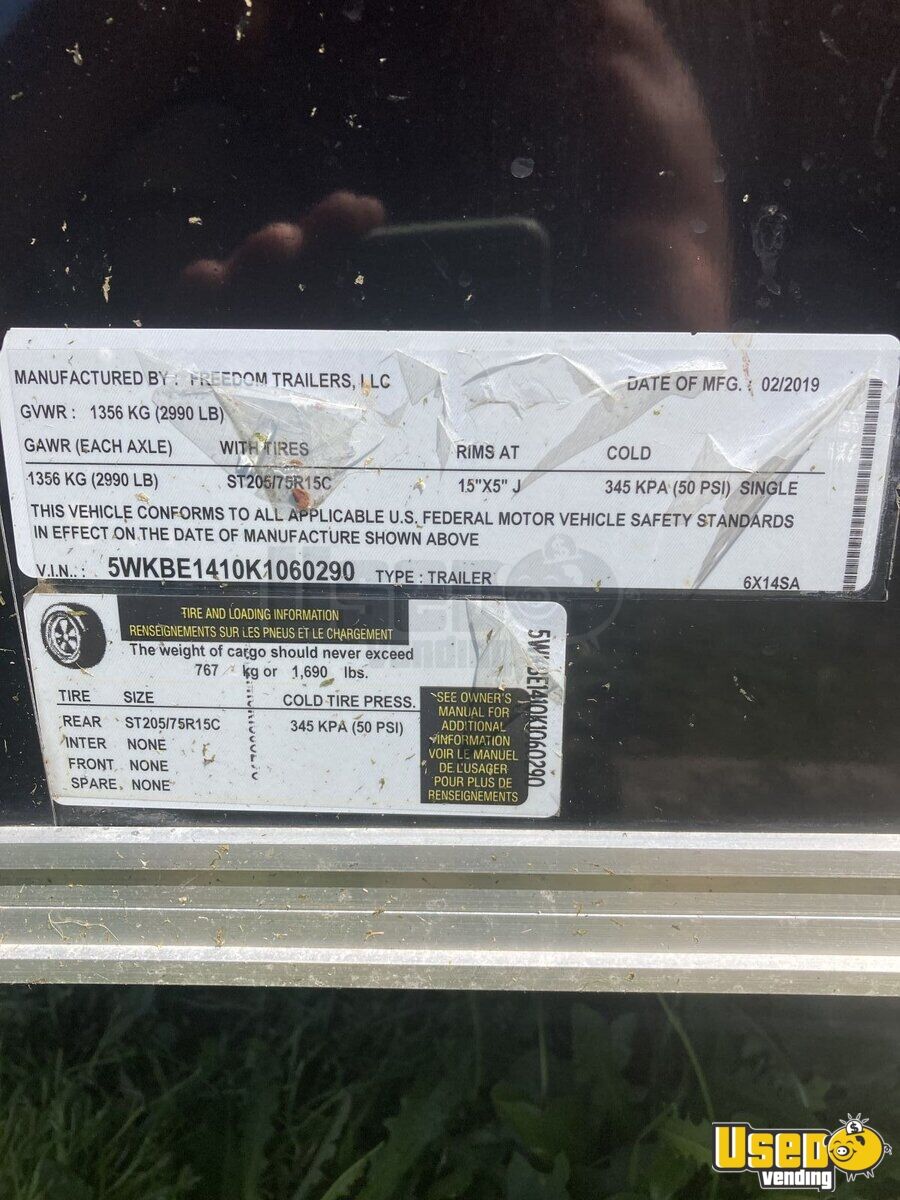 MANUFACTURED BY : FREEDOM TRAILERS, LLC DATE OF MFG. : 02/2019
GVWR : 1356 KG (2990 LB)
GAWR (EACH AXLE) WITH TIRES RIMS AT COLD
1356 KG (2990 LB) ST205/75R15C 15"X5" J 345 KPA (50 PSI) SINGLE
THIS VEHICLE CONFORMS TO ALL APPLICABLE U.S. FEDERAL MOTOR VEHICLE SAFETY STANDARDS
IN EFFECT ON THE DATE OF MANUFACTURE SHOWN ABOVE
V.I.N.: 5WKBE1410K1060290 TYPE : TRAILER 6X14SA
TIRE AND LOADING INFORMATION
RENSEIGNEMENTS SUR LES PNEUS ET LE CHARGEMENT
The weight of cargo should never exceed
767 kg or 1,690 lbs.
TIRE SIZE COLD TIRE PRESS.
REAR ST205/75R15C 345 KPA (50 PSI)
INTER NONE
FRONT NONE
SPARE NONE
SEE OWNER'S
MANUAL FOR
ADDITIONAL
INFORMATION
VOIR LE MANUEL
DE L'USAGER
POUR PLUS DE
RENSEIGNEMENTS
5WKBE1410K1060290
USED
vending